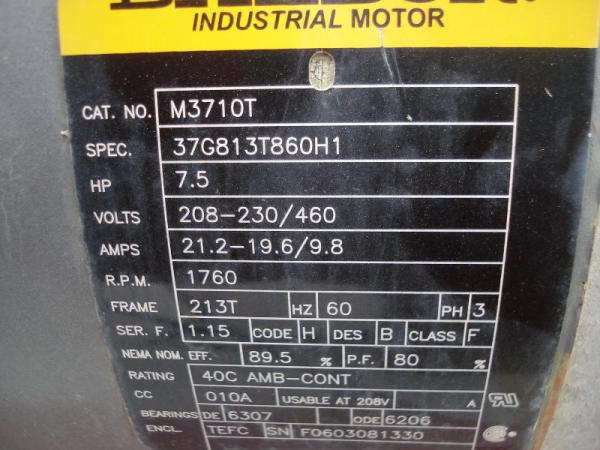 INDUSTRIAL MOTOR
CAT. NO. M3710T
SPEC. 37G813T860H1
HP 7.5
VOLTS 208-230/460
AMPS 21.2-19.6/9.8
R.P.M. 1760
FRAME 213T HZ 60 PH 3
SER. F. 1.15 CODE H DES B CLASS F
NEMA NOM. EFF. 89.5 % P.F. 80 %
RATING 40C AMB-CONT
CC 010A USABLE AT 208V A
BEARINGS DE 6307 ODE 6206
ENCL. TEFC SN F0603081330